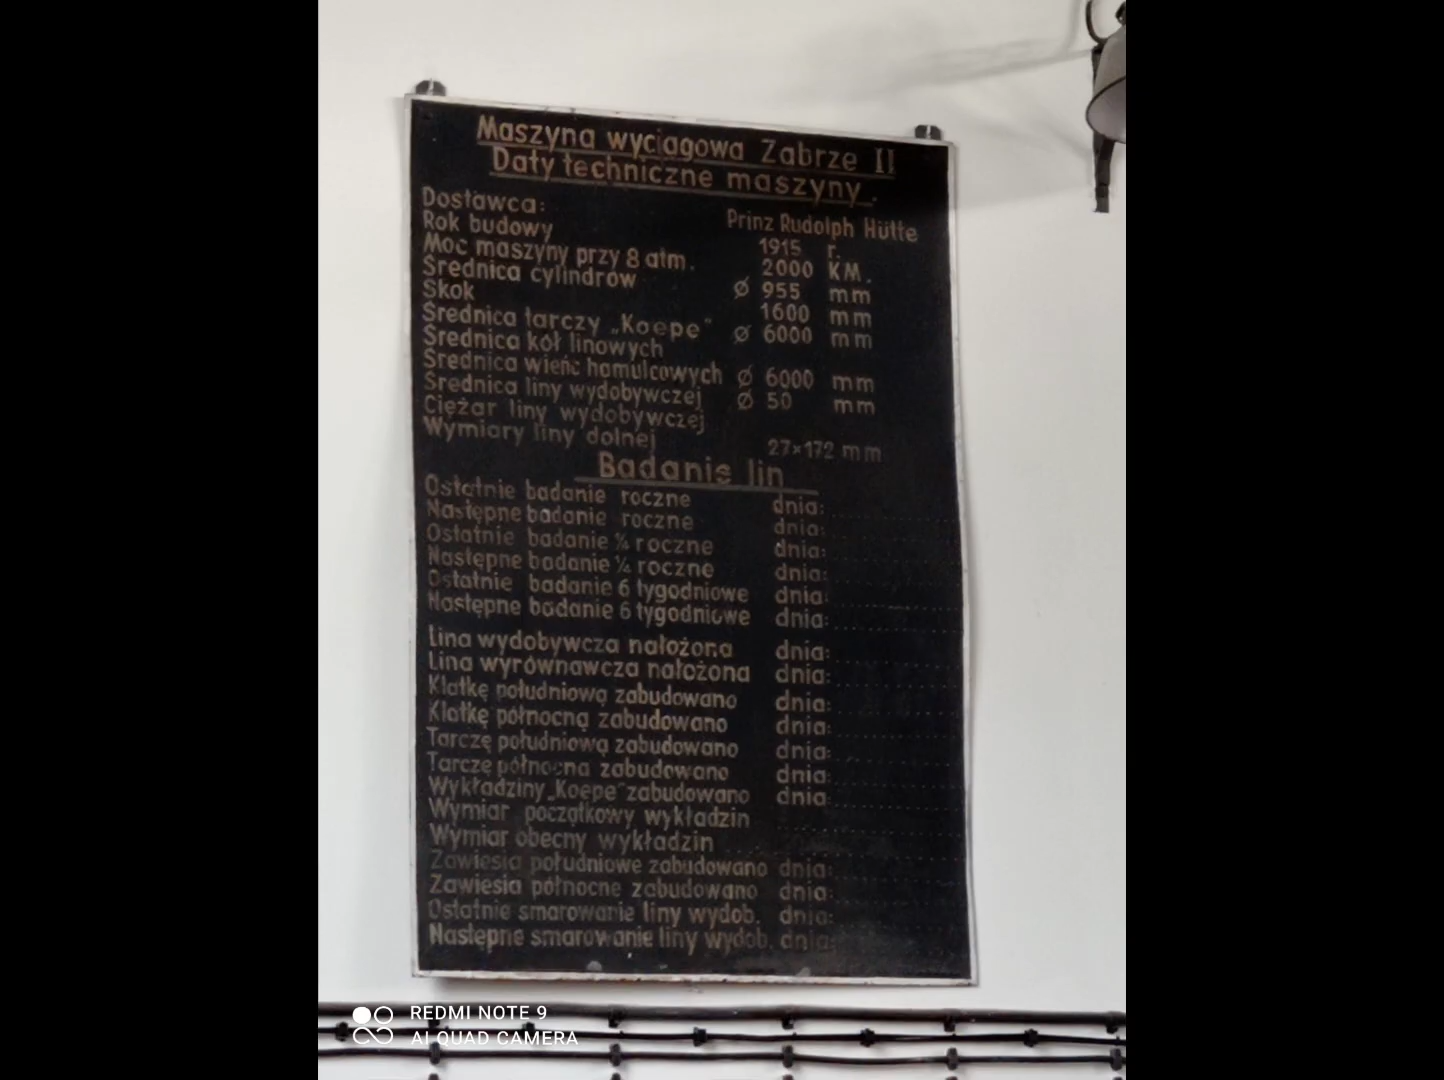 Maszyna wyciągowa Zabrze II
Daty techniczne maszyny.
Dostawca: Prinz Rudolph Hütte
Rok budowy 1915 r.
Moc maszyny przy 8 atm. 2000 KM.
Średnica cylindrów ∅ 955 mm
Skok 1600 mm
Średnica tarczy „Koepe" ∅ 6000 mm
Średnica kół linowych
Średnica wieńc hamulcowych ∅ 6000 mm
Średnica liny wydobywczej ∅ 50 mm
Ciężar liny wydobywczej
Wymiary liny dolnej 27×172 mm
Badanie lin
Ostatnie badanie roczne dnia:
Następne badanie roczne dnia:
Ostatnie badanie ¼ roczne dnia:
Następne badanie ¼ roczne dnia:
Ostatnie badanie 6 tygodniowe dnia:
Następne badanie 6 tygodniowe dnia:
Lina wydobywcza nałożona dnia:
Lina wyrównawcza nałożona dnia:
Klatkę południową zabudowano dnia:
Klatkę północną zabudowano dnia:
Tarczę południową zabudowano dnia:
Tarczę północną zabudowano dnia:
Wykładziny „Koepe" zabudowano dnia:
Wymiar początkowy wykładzin
Wymiar obecny wykładzin
Zawiesia południowe zabudowano dnia:
Zawiesia północne zabudowano dnia:
Ostatnie smarowanie liny wydob. dnia:
Następne smarowanie liny wydob. dnia:
REDMI NOTE 9
AI QUAD CAMERA